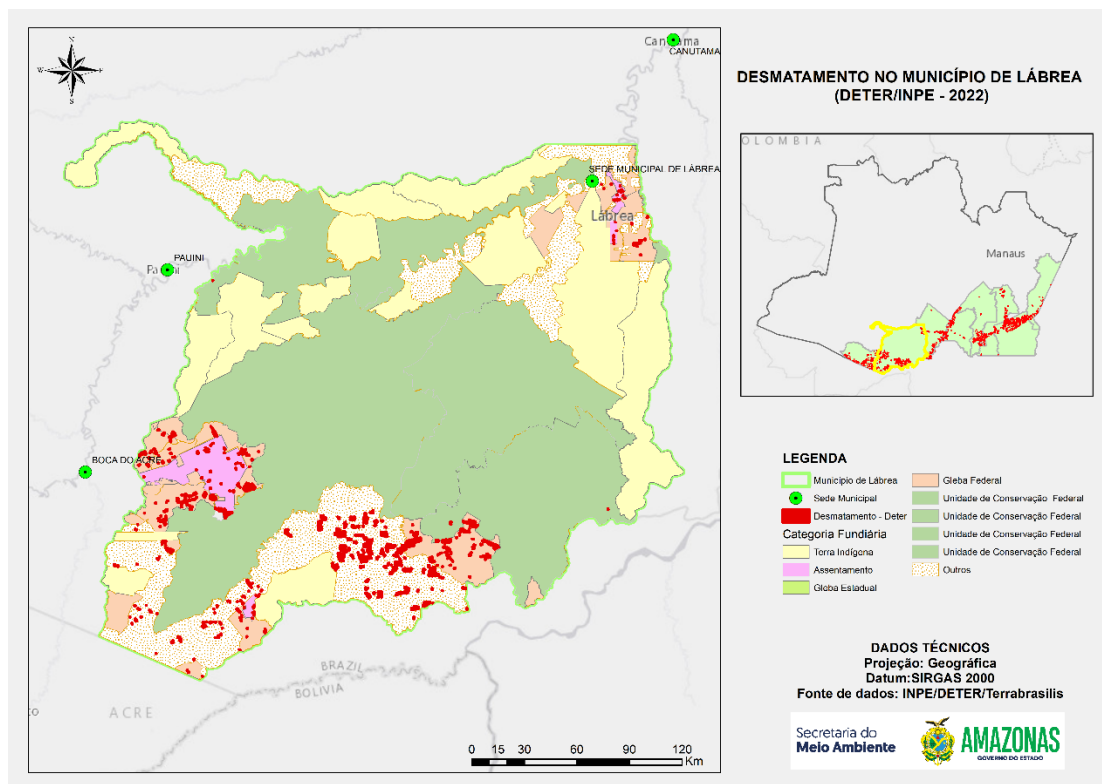 DESMATAMENTO NO MUNICÍPIO DE LÁBREA
(DETER/INPE - 2022)
N
W
E
S
CANUTAMA
SEDE MUNICIPAL DE LÁBREA
Lábrea
PAUINI
BOCA DO ACRE
BRAZIL
BOLIVIA
ACRE
CO
0 15 30 60 90 120
Km
OLOMBIA
Manaus
LEGENDA
Município de Lábrea
Sede Municipal
Desmatamento - Deter
Categoria Fundiária
Terra Indígena
Assentamento
Gleba Estadual
Gleba Federal
Unidade de Conservação Federal
Unidade de Conservação Federal
Unidade de Conservação Federal
Unidade de Conservação Federal
Outros
DADOS TÉCNICOS
Projeção: Geográfica
Datum:SIRGAS 2000
Fonte de dados: INPE/DETER/Terrabrasilis
Secretaria do
Meio Ambiente
AMAZONAS
GOVERNO DO ESTADO